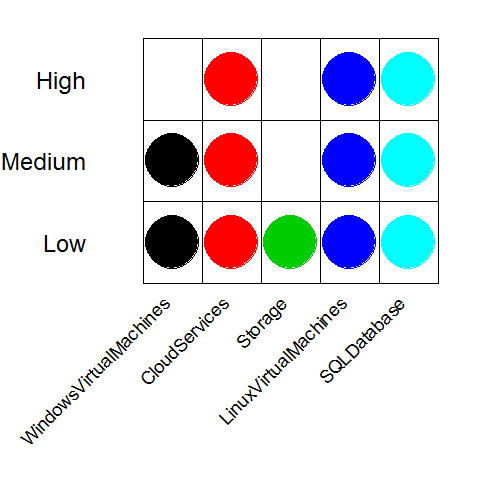 High
Medium
Low
WindowsVirtualMachines
CloudServices
Storage
LinuxVirtualMachines
SQLDatabase